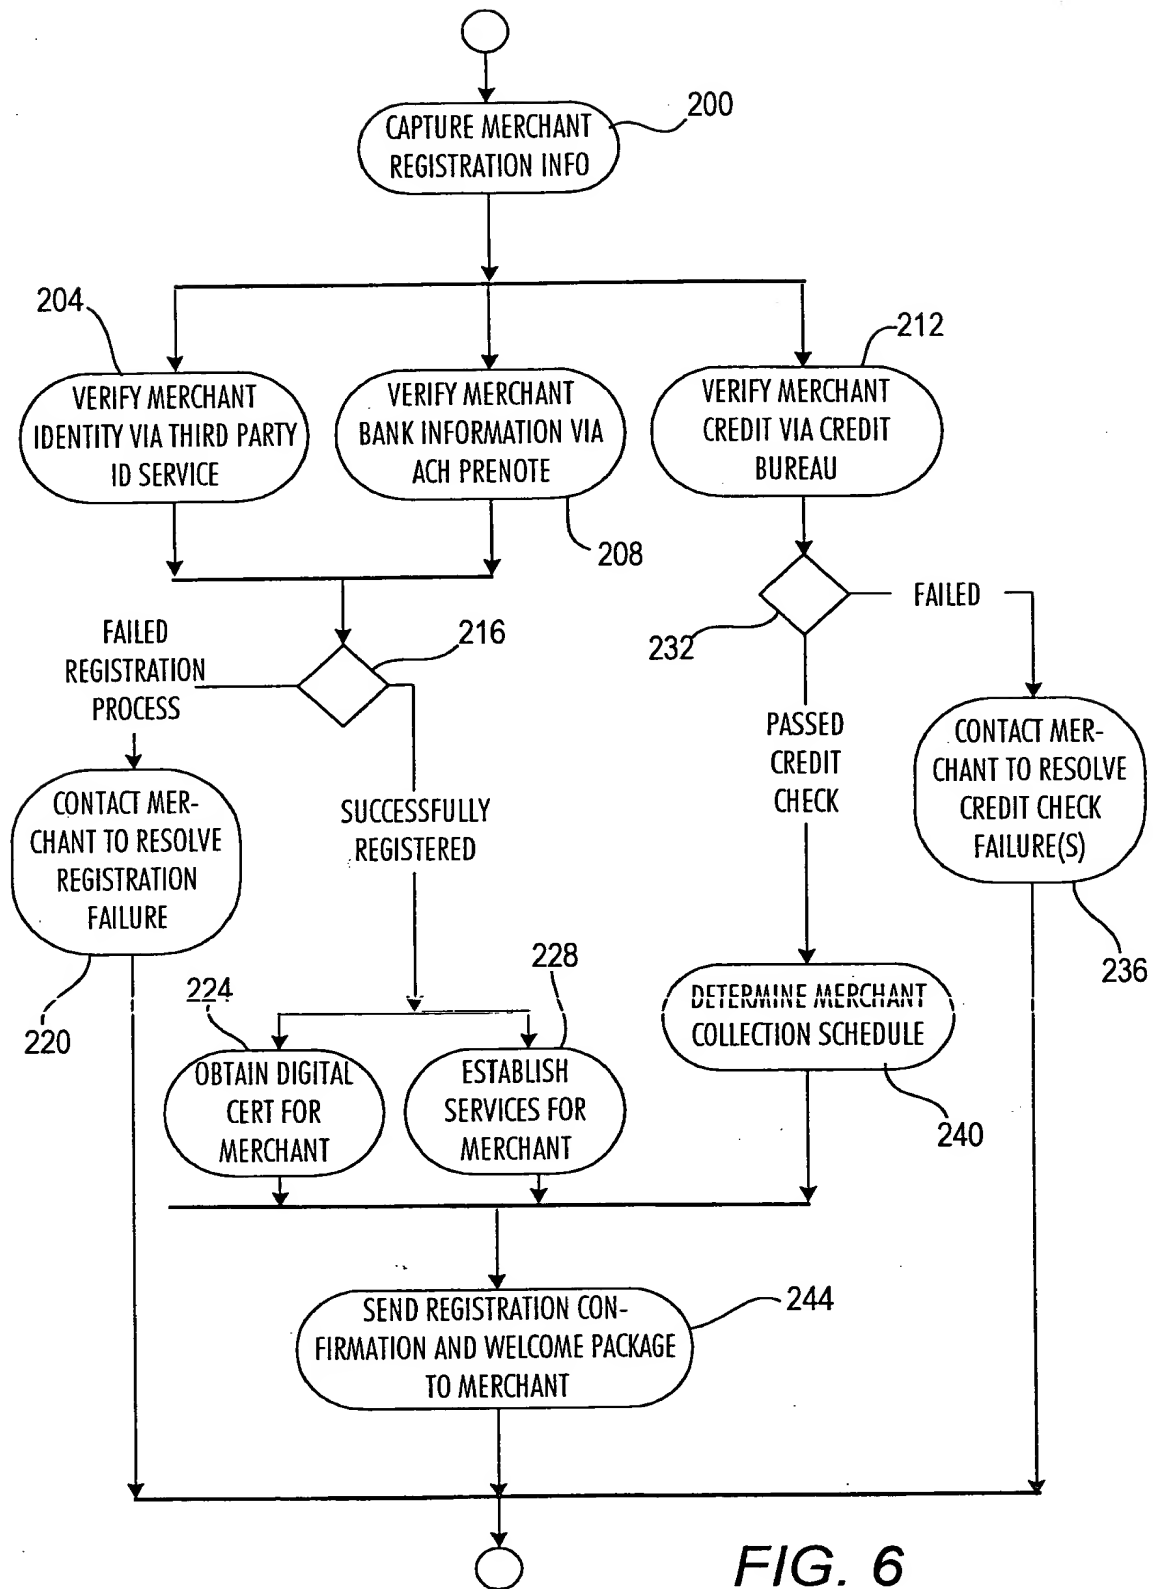 200
CAPTURE MERCHANT
REGISTRATION INFO
204
212
VERIFY MERCHANT
IDENTITY VIA THIRD PARTY
ID SERVICE
VERIFY MERCHANT
BANK INFORMATION VIA
ACH PRENOTE
VERIFY MERCHANT
CREDIT VIA CREDIT
BUREAU
208
FAILED
232
216
FAILED
REGISTRATION
PROCESS
PASSED
CREDIT
CHECK
CONTACT MER-
CHANT TO RESOLVE
CREDIT CHECK
FAILURE(S)
CONTACT MER-
CHANT TO RESOLVE
REGISTRATION
FAILURE
SUCCESSFULLY
REGISTERED
236
220
224
228
DETERMINE MERCHANT
COLLECTION SCHEDULE
OBTAIN DIGITAL
CERT FOR
MERCHANT
ESTABLISH
SERVICES FOR
MERCHANT
240
244
SEND REGISTRATION CON-
FIRMATION AND WELCOME PACKAGE
TO MERCHANT
FIG. 6